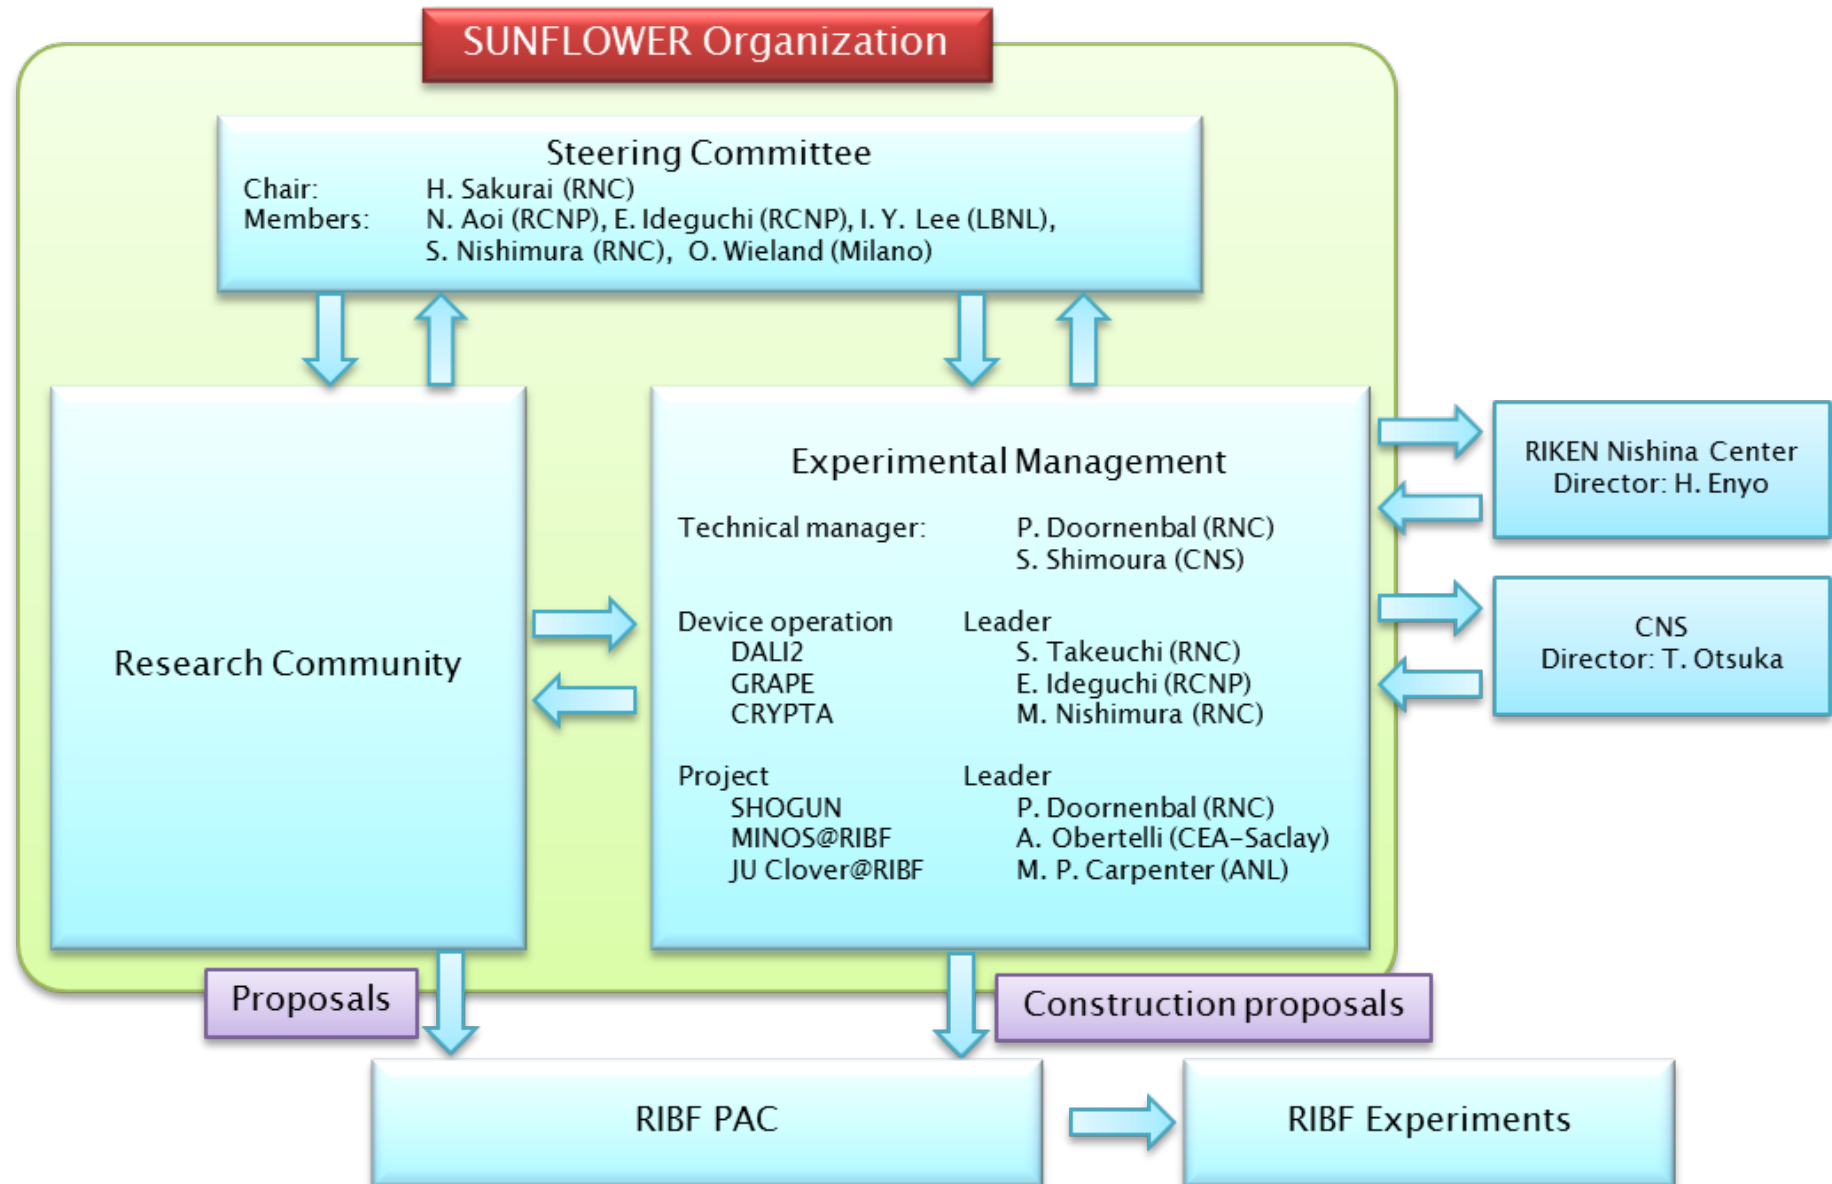 SUNFLOWER Organization
Steering Committee
Chair: H. Sakurai (RNC)
Members: N. Aoi (RCNP), E. Ideguchi (RCNP), I. Y. Lee (LBNL),
S. Nishimura (RNC), O. Wieland (Milano)
Research Community
Experimental Management
Technical manager: P. Doornenbal (RNC)
S. Shimoura (CNS)
Device operation Leader
DALI2 S. Takeuchi (RNC)
GRAPE E. Ideguchi (RCNP)
CRYPTA M. Nishimura (RNC)
Project Leader
SHOGUN P. Doornenbal (RNC)
MINOS@RIBF A. Obertelli (CEA-Saclay)
JU Clover@RIBF M. P. Carpenter (ANL)
RIKEN Nishina Center
Director: H. Enyo
CNS
Director: T. Otsuka
Proposals
Construction proposals
RIBF PAC
RIBF Experiments